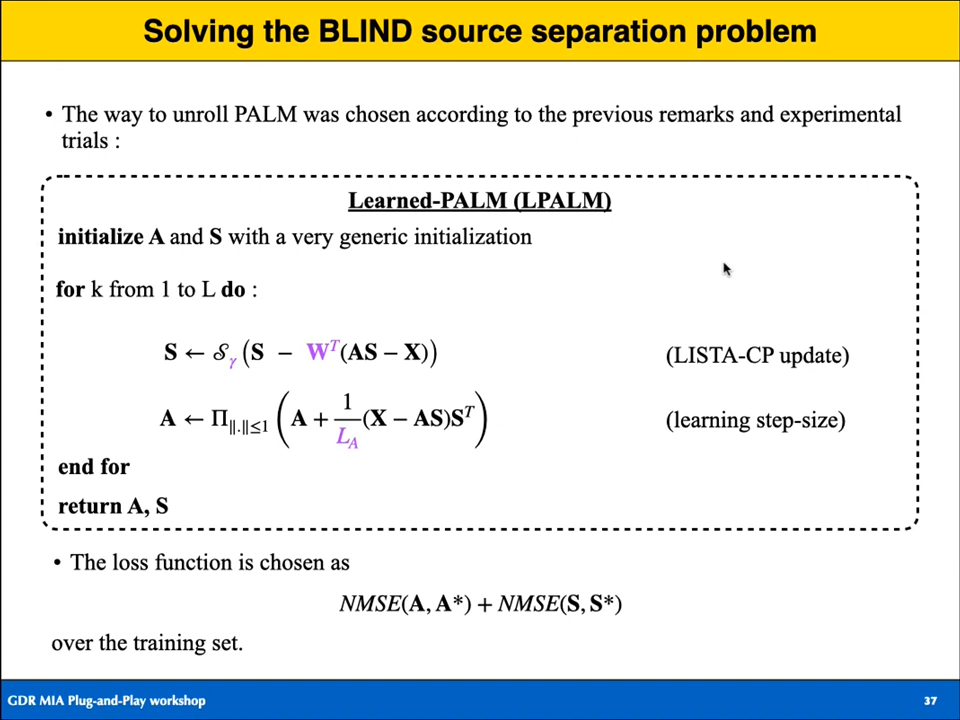 Solving the BLIND source separation problem
• The way to unroll PALM was chosen according to the previous remarks and experimental
trials :
Learned-PALM (LPALM)
initialize A and S with a very generic initialization
for k from 1 to L do :
S ← 𝒮_γ (S − W^T(AS − X)) (LISTA-CP update)
A ← Π_{‖.‖≤1} (A + 1/L_A (X − AS)S^T) (learning step-size)
end for
return A, S
• The loss function is chosen as
NMSE(A, A*) + NMSE(S, S*)
over the training set.
GDR MIA Plug-and-Play workshop 37